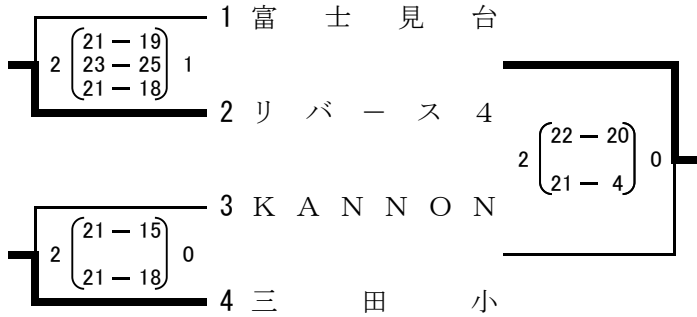 1 富士見台
2 ( 21 — 19 ) 1
23 — 25
21 — 18
2 リバース４
2 ( 22 — 20 ) 0
21 — 4
3 ＫＡＮＮＯＮ
2 ( 21 — 15 ) 0
21 — 18
4 三田小